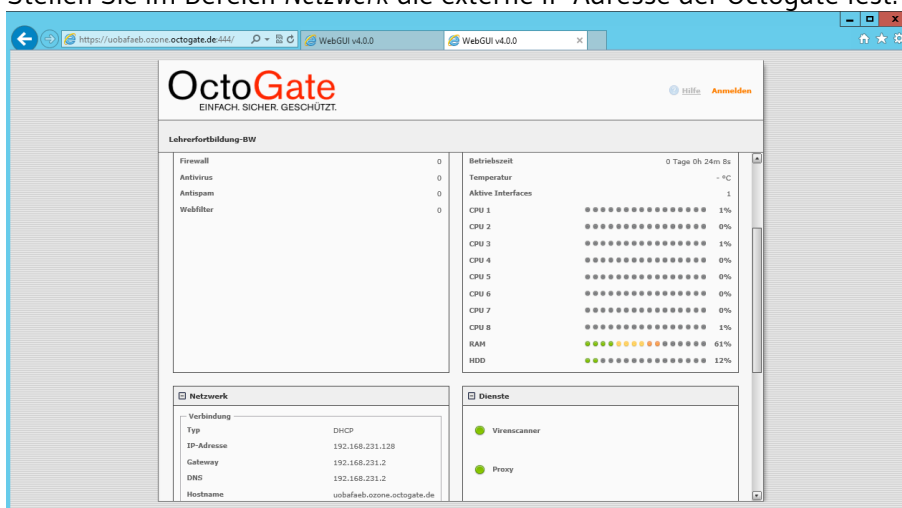 Stellen Sie im Bereich Netzwerk die externe IP-Adresse der Octogate fest.
https://uobafaeb.ozone.octogate.de:444/
WebGUI v4.0.0
WebGUI v4.0.0
OctoGate
EINFACH. SICHER. GESCHÜTZT.
Hilfe Anmelden
Lehrerfortbildung-BW
Firewall 0
Antivirus 0
Antispam 0
Webfilter 0
Betriebszeit 0 Tage 0h 24m 8s
Temperatur - °C
Aktive Interfaces 1
CPU 1 1%
CPU 2 0%
CPU 3 1%
CPU 4 0%
CPU 5 0%
CPU 6 0%
CPU 7 0%
CPU 8 1%
RAM 61%
HDD 12%
Netzwerk
Verbindung
Typ DHCP
IP-Adresse 192.168.231.128
Gateway 192.168.231.2
DNS 192.168.231.2
Hostname uobafaeb.ozone.octogate.de
Dienste
Virenscanner
Proxy